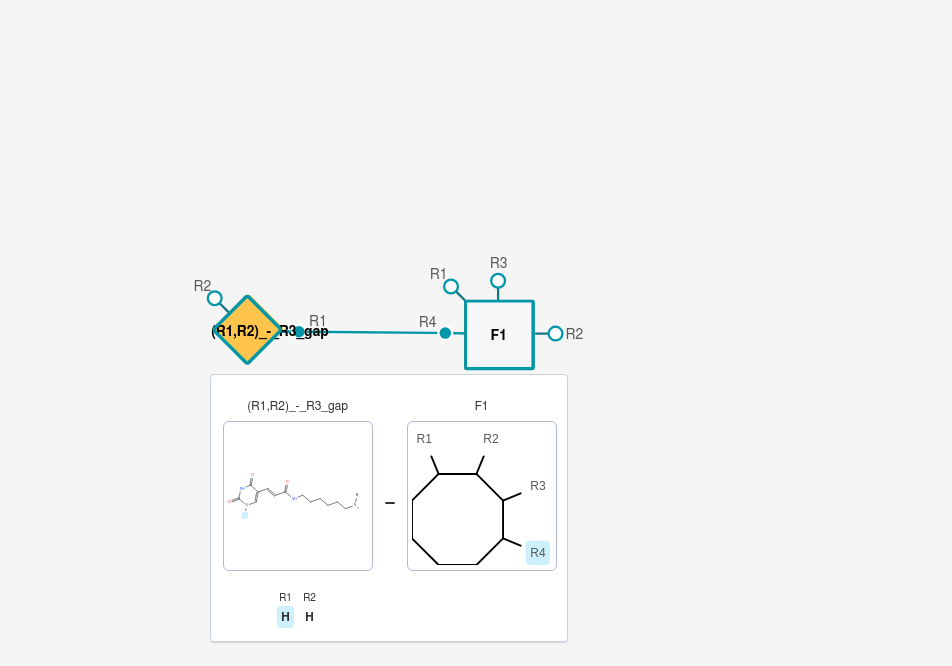 R3
R1
R2
R1
R4
(R1,R2)_-_R3_gap
F1
R2
(R1,R2)_-_R3_gap
F1
R1 R2
R3
–
R4
R1 R2
H H